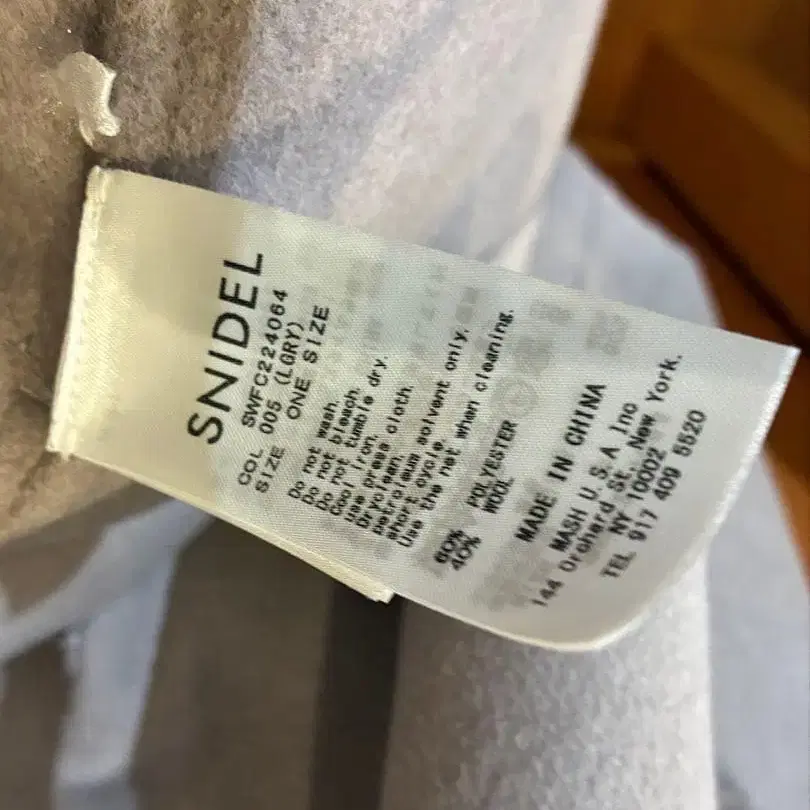 SNIDEL
SWFC224064
COL 005 (LGRY)
SIZE ONE SIZE
Do not wash.
Do not bleach.
Do not tumble dry.
Cool iron.
Use press cloth.
Dryclean.
Petroleum solvent only.
short cycle.
Use the net when cleaning.
60% POLYESTER
40% WOOL
MADE IN CHINA
MASH U.S.A Inc
144 Orchard St, New York.
NY 10002
TEL 917 409 5520